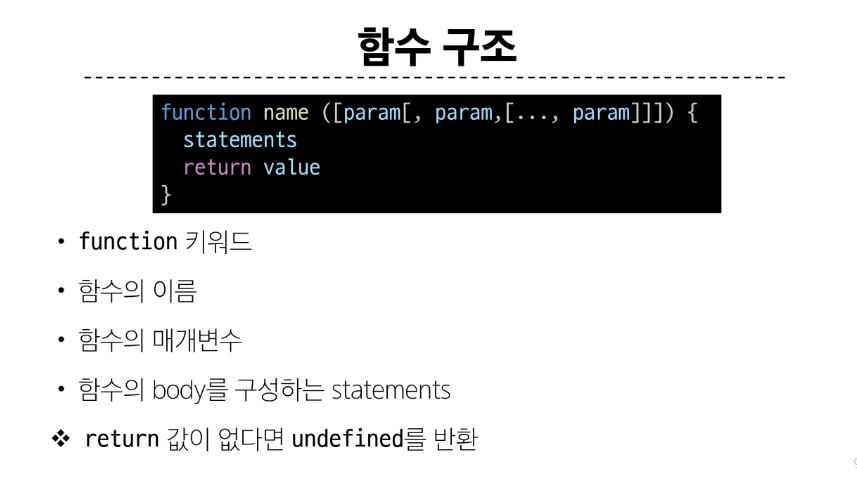 함수 구조
function name ([param[, param,[..., param]]]) {
statements
return value
}
• function 키워드
• 함수의 이름
• 함수의 매개변수
• 함수의 body를 구성하는 statements
❖ return 값이 없다면 undefined를 반환